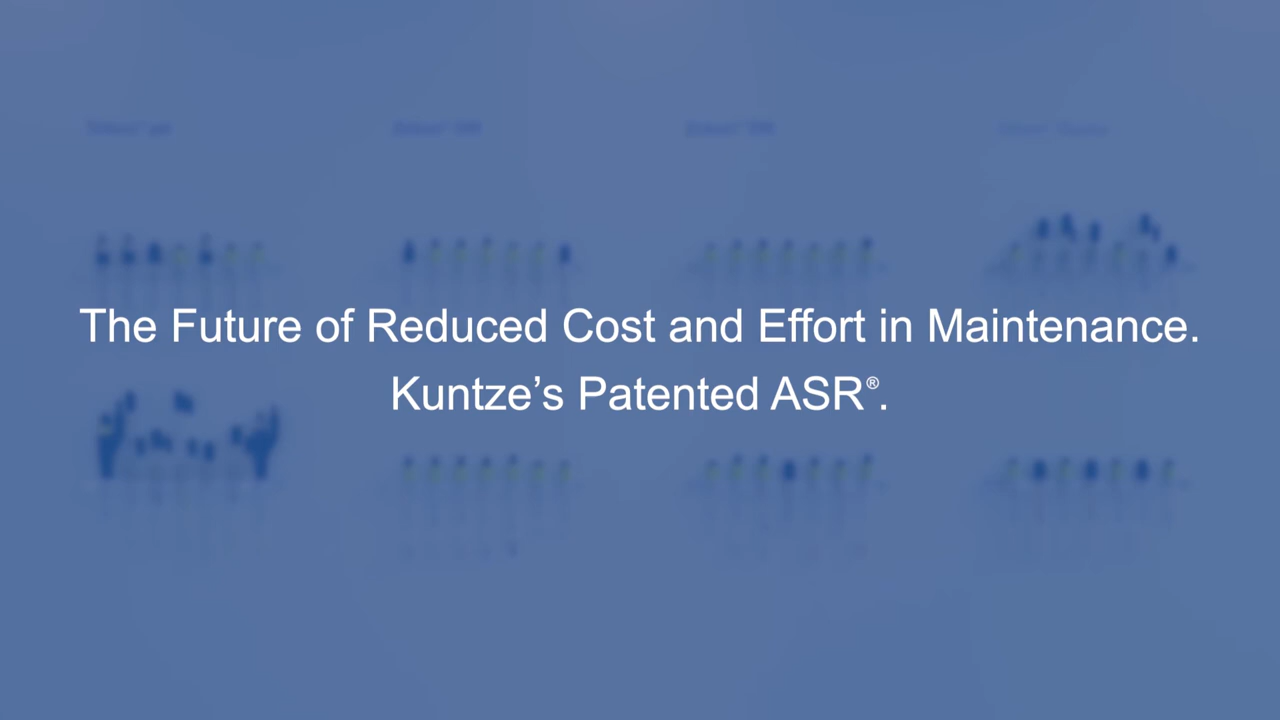 The Future of Reduced Cost and Effort in Maintenance.
Kuntze’s Patented ASR®.